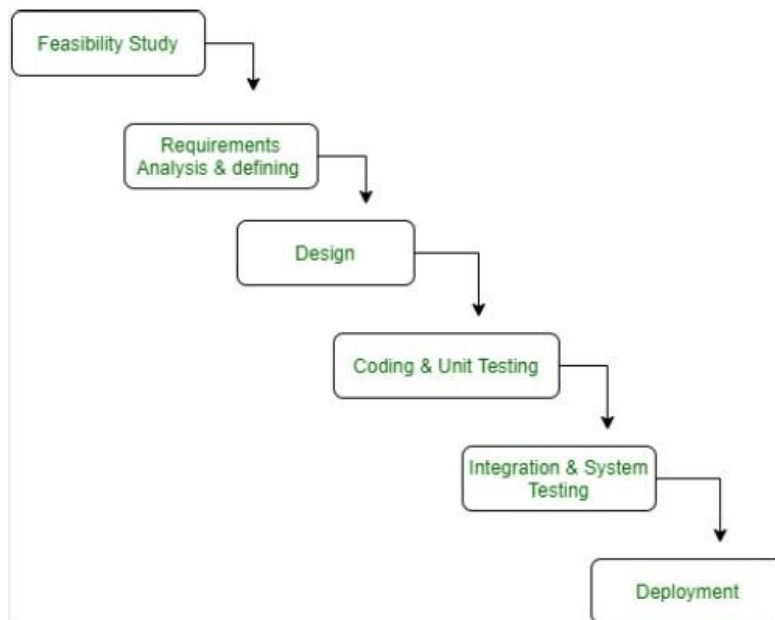 Feasibility Study
Requirements
Analysis & defining
Design
Coding & Unit Testing
Integration & System
Testing
Deployment